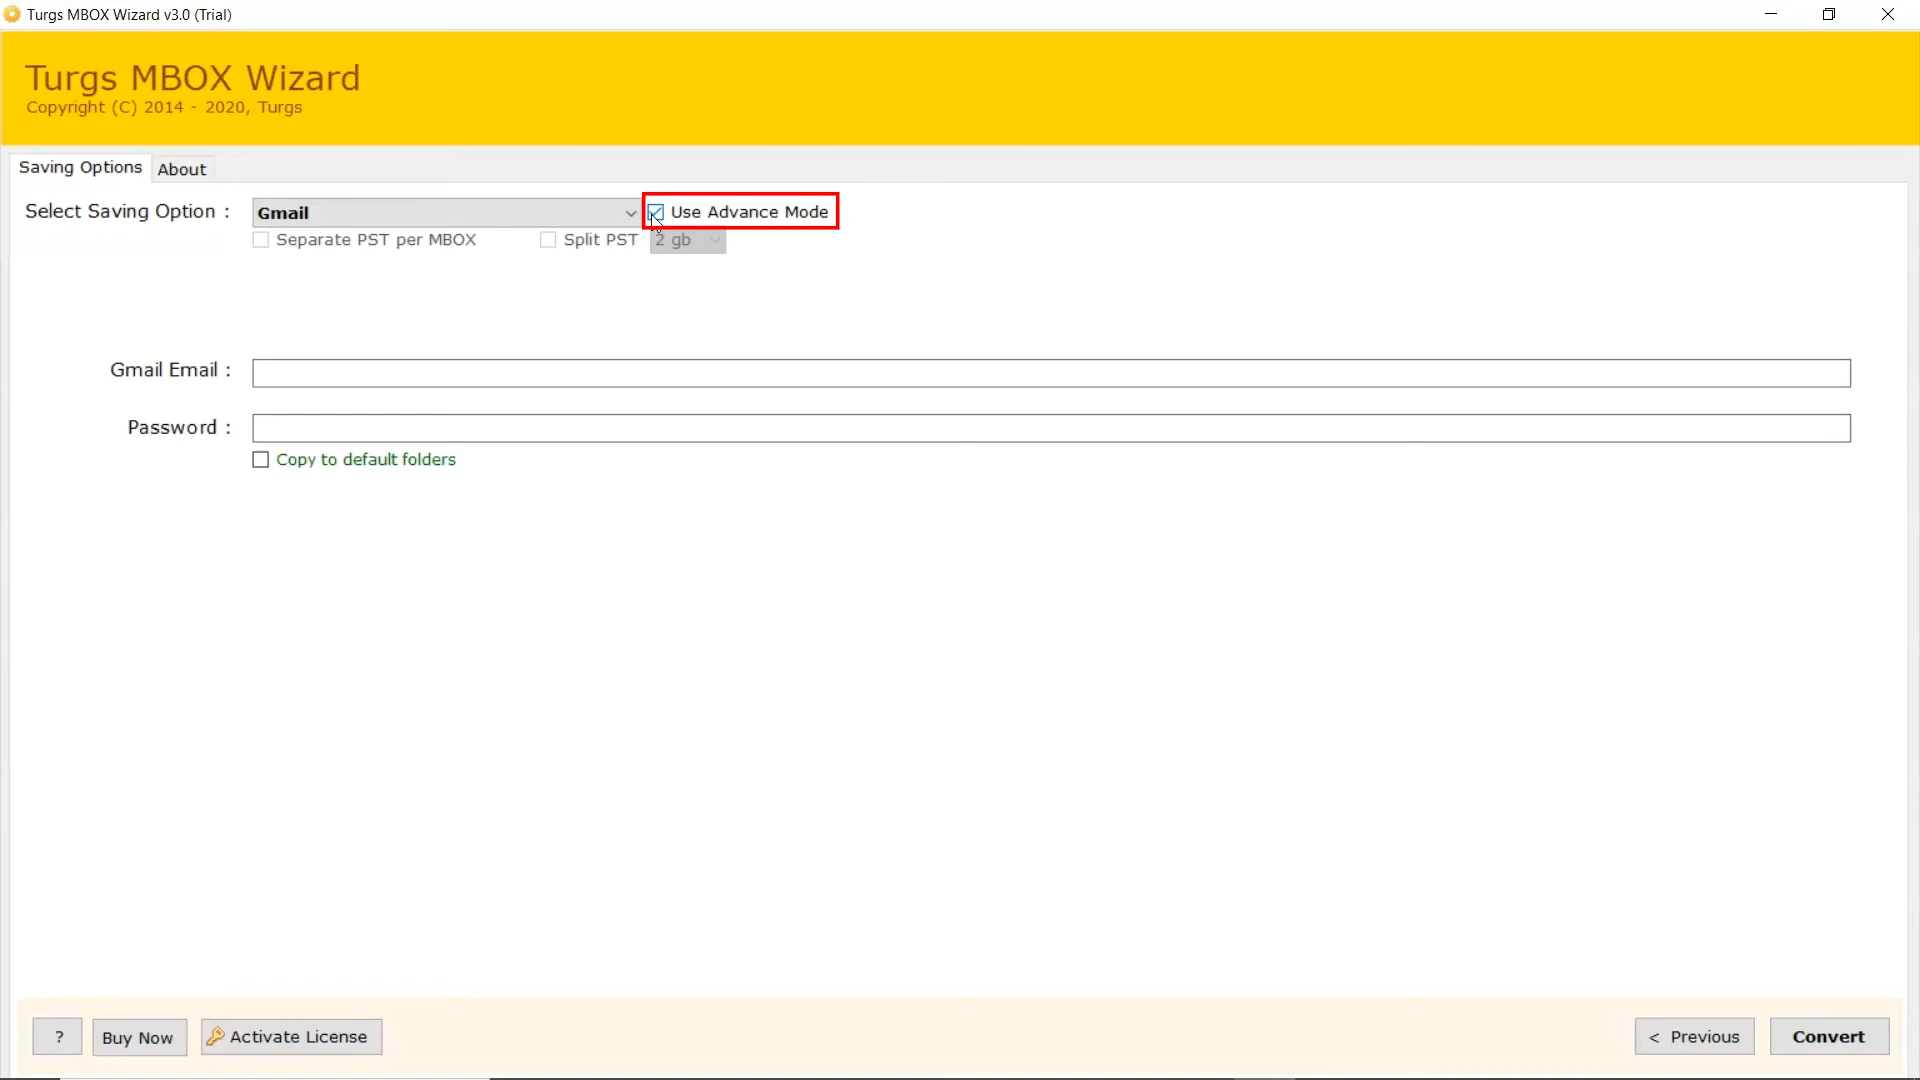 Turgs MBOX Wizard v3.0 (Trial)
Turgs MBOX Wizard
Copyright (C) 2014 - 2020, Turgs
Saving Options About
Select Saving Option : Gmail Use Advance Mode
Separate PST per MBOX Split PST 2 gb
Gmail Email :
Password :
Copy to default folders
? Buy Now Activate License < Previous Convert